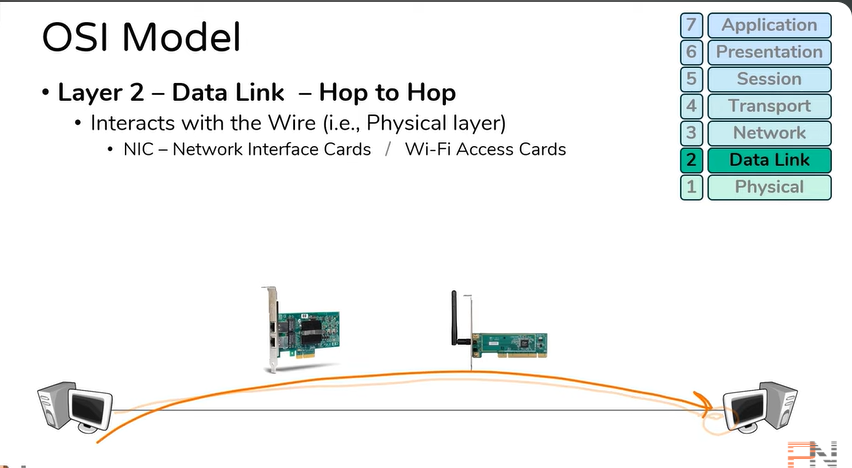 OSI Model
• Layer 2 – Data Link – Hop to Hop
• Interacts with the Wire (i.e., Physical layer)
• NIC – Network Interface Cards / Wi-Fi Access Cards
7 Application
6 Presentation
5 Session
4 Transport
3 Network
2 Data Link
1 Physical
PN